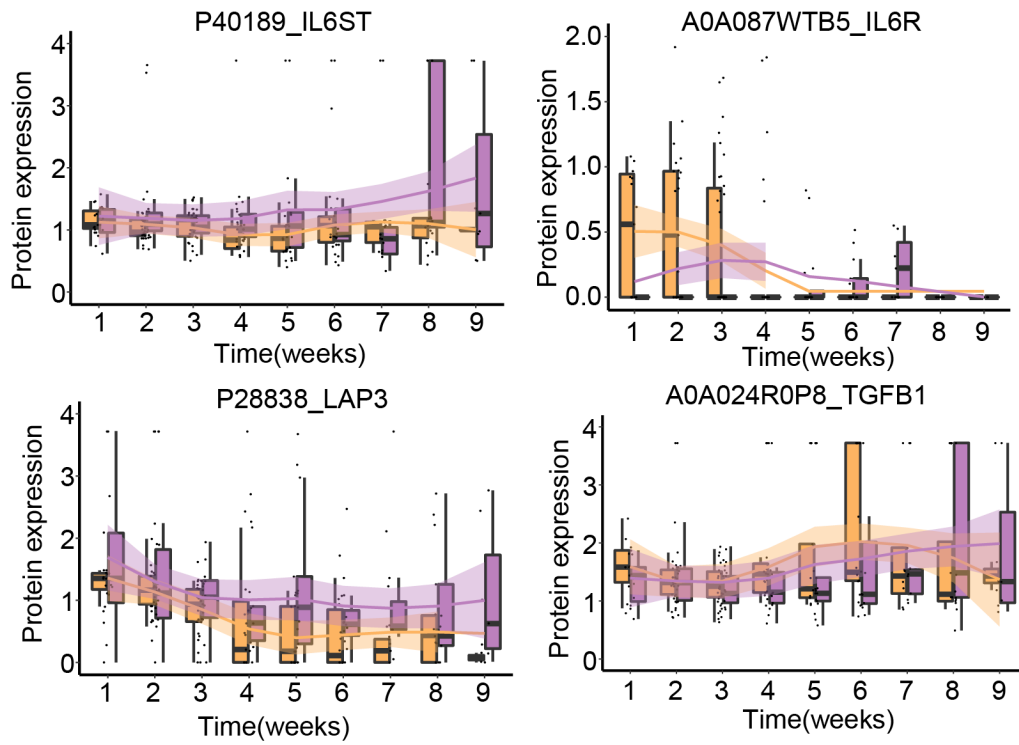 P40189_IL6ST
Protein expression
4
3
2
1
0
1 2 3 4 5 6 7 8 9
Time(weeks)
A0A087WTB5_IL6R
Protein expression
2.0
1.5
1.0
0.5
0.0
1 2 3 4 5 6 7 8 9
Time(weeks)
P28838_LAP3
Protein expression
4
3
2
1
0
1 2 3 4 5 6 7 8 9
Time(weeks)
A0A024R0P8_TGFB1
Protein expression
4
3
2
1
0
1 2 3 4 5 6 7 8 9
Time(weeks)